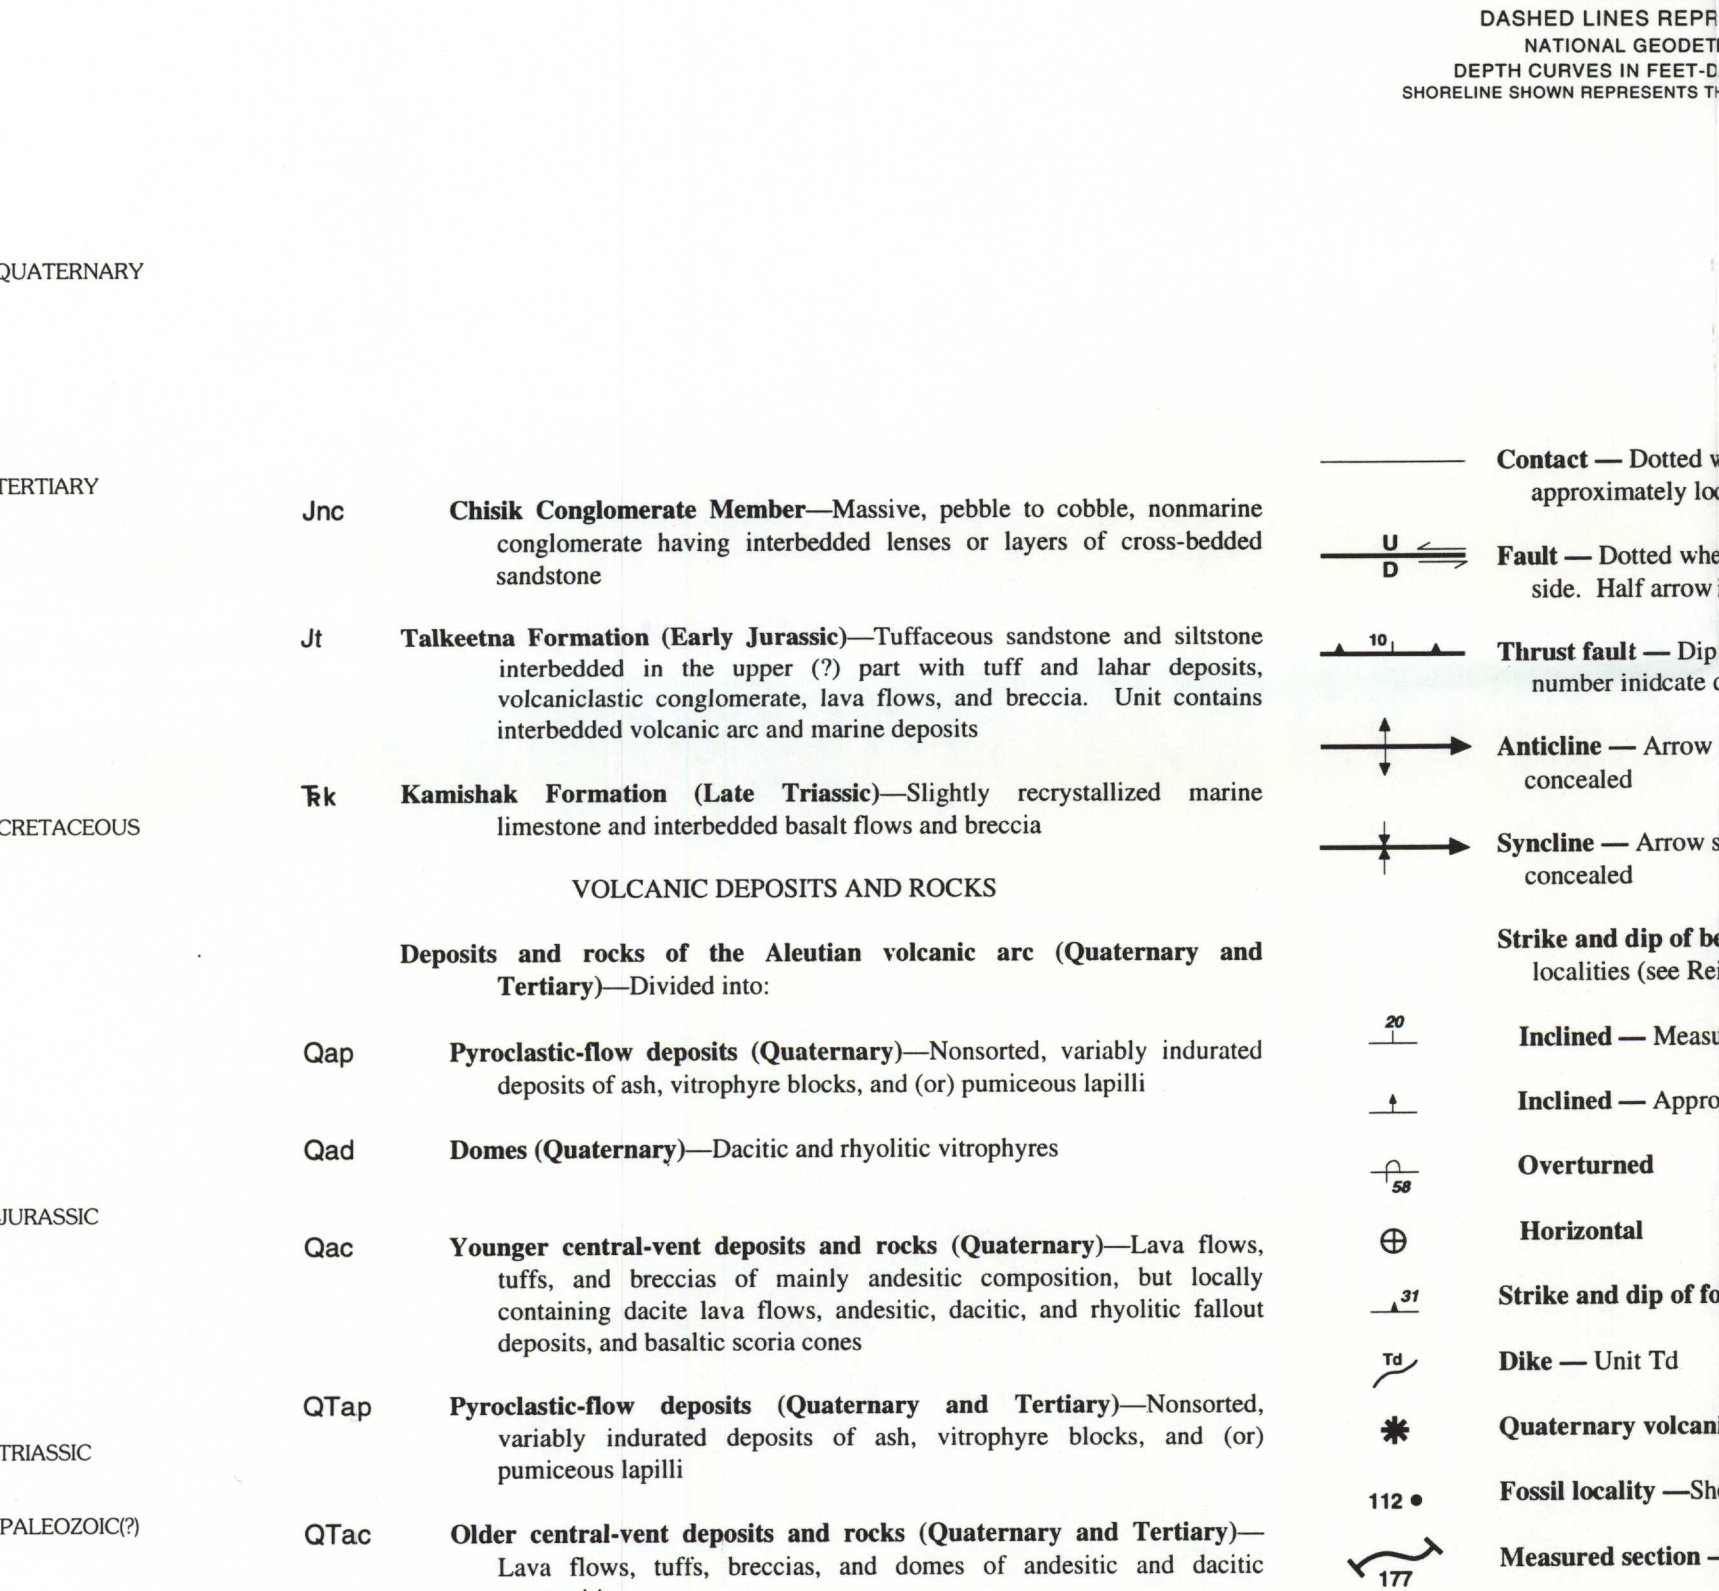 DASHED LINES REPR
NATIONAL GEODETI
DEPTH CURVES IN FEET-D
SHORELINE SHOWN REPRESENTS TH
QUATERNARY
TERTIARY
CRETACEOUS
JURASSIC
TRIASSIC
PALEOZOIC(?)
Jnc Chisik Conglomerate Member—Massive, pebble to cobble, nonmarine
conglomerate having interbedded lenses or layers of cross-bedded
sandstone
Jt Talkeetna Formation (Early Jurassic)—Tuffaceous sandstone and siltstone
interbedded in the upper (?) part with tuff and lahar deposits,
volcaniclastic conglomerate, lava flows, and breccia. Unit contains
interbedded volcanic arc and marine deposits
Ꞧk Kamishak Formation (Late Triassic)—Slightly recrystallized marine
limestone and interbedded basalt flows and breccia
VOLCANIC DEPOSITS AND ROCKS
Deposits and rocks of the Aleutian volcanic arc (Quaternary and
Tertiary)—Divided into:
Qap Pyroclastic-flow deposits (Quaternary)—Nonsorted, variably indurated
deposits of ash, vitrophyre blocks, and (or) pumiceous lapilli
Qad Domes (Quaternary)—Dacitic and rhyolitic vitrophyres
Qac Younger central-vent deposits and rocks (Quaternary)—Lava flows,
tuffs, and breccias of mainly andesitic composition, but locally
containing dacite lava flows, andesitic, dacitic, and rhyolitic fallout
deposits, and basaltic scoria cones
QTap Pyroclastic-flow deposits (Quaternary and Tertiary)—Nonsorted,
variably indurated deposits of ash, vitrophyre blocks, and (or)
pumiceous lapilli
QTac Older central-vent deposits and rocks (Quaternary and Tertiary)—
Lava flows, tuffs, breccias, and domes of andesitic and dacitic
Contact — Dotted w
approximately loc
U
D
Fault — Dotted whe
side. Half arrow i
10
Thrust fault — Dip
number inidcate d
Anticline — Arrow
concealed
Syncline — Arrow s
concealed
Strike and dip of be
localities (see Rei
20
Inclined — Measu
Inclined — Appro
58
Overturned
Horizontal
31
Strike and dip of fo
Td
Dike — Unit Td
Quaternary volcani
112
Fossil locality —Sho
177
Measured section —